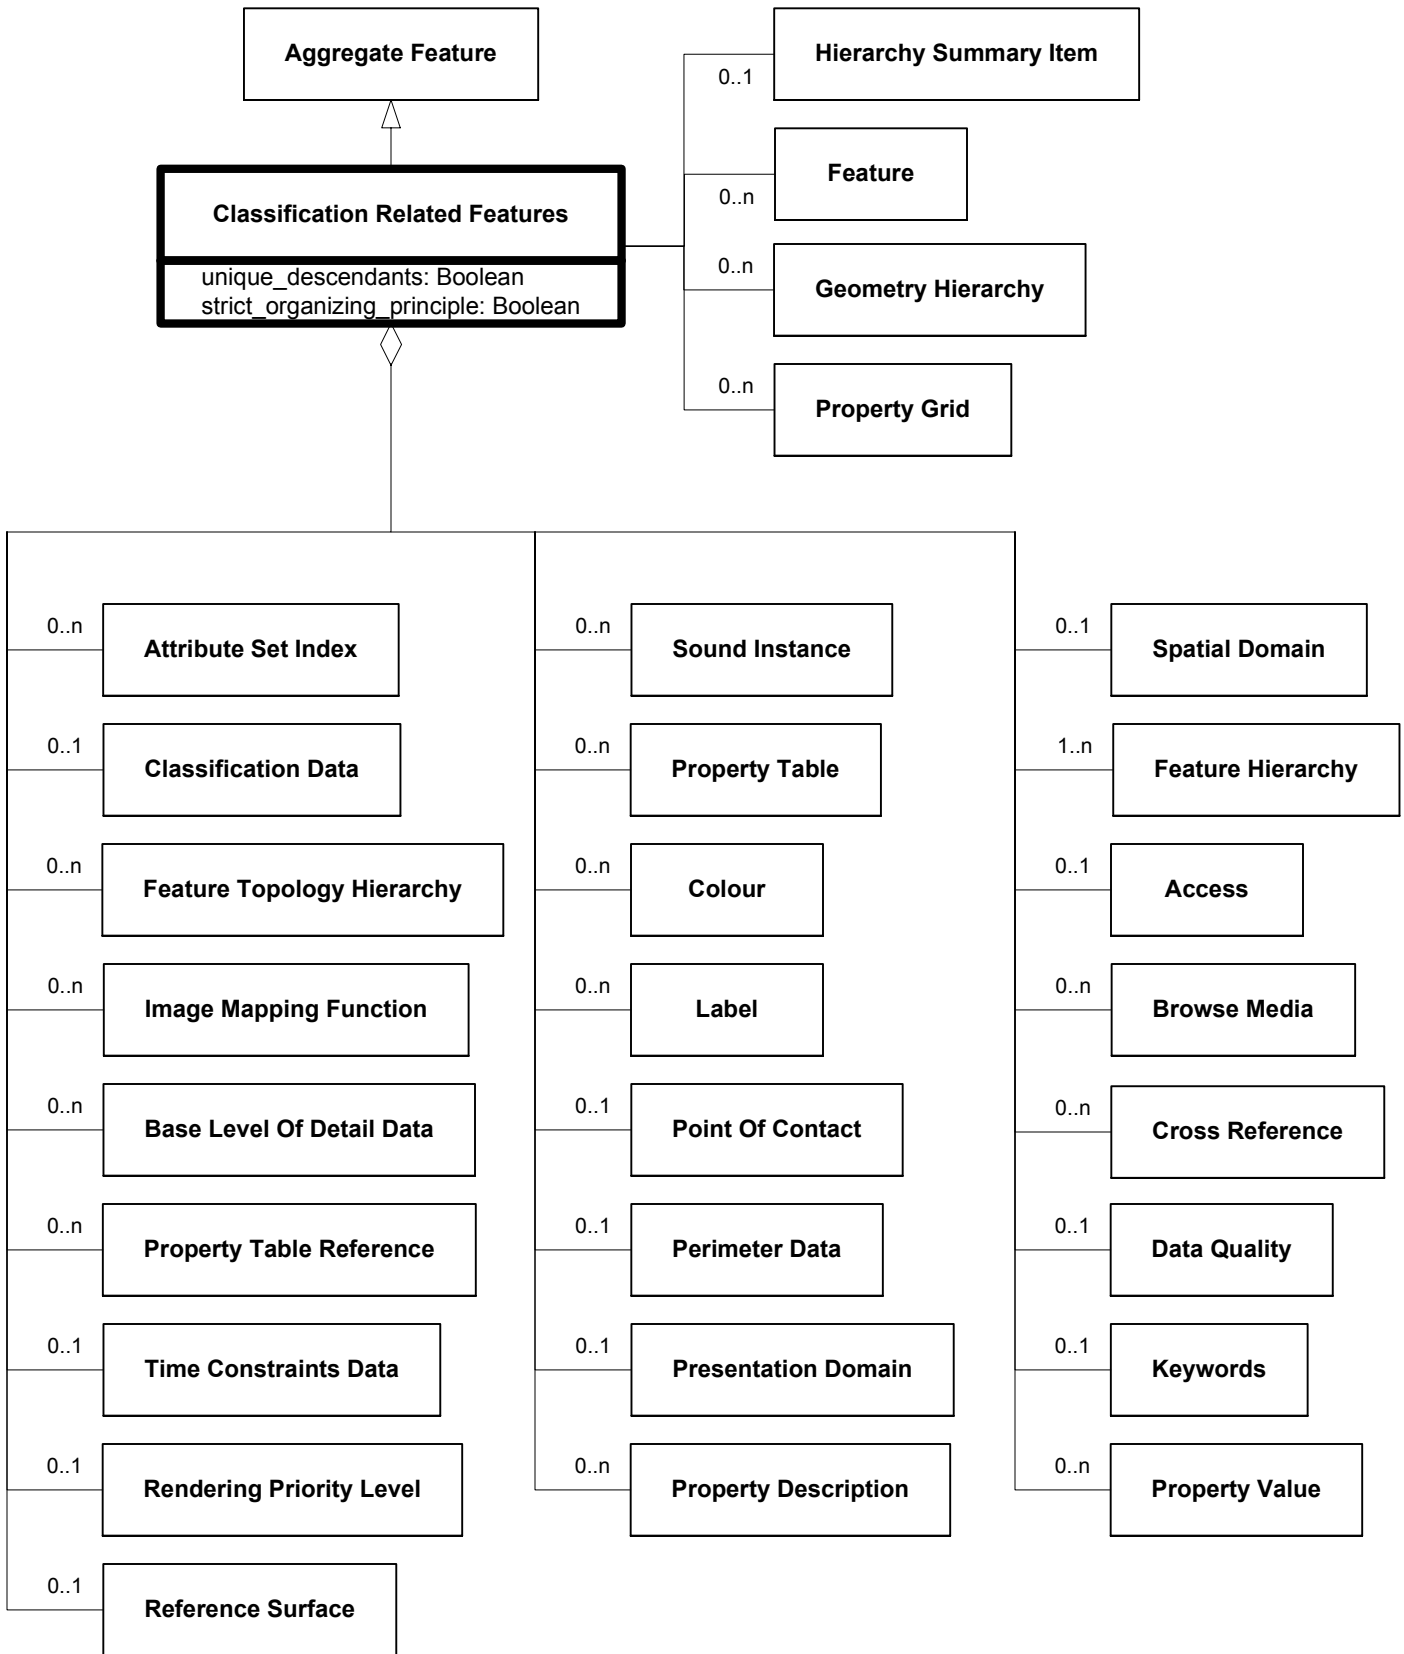 Aggregate Feature
Hierarchy Summary Item
0..1
Feature
0..n
Classification Related Features
unique_descendants: Boolean
strict_organizing_principle: Boolean
0..n
Geometry Hierarchy
0..n
Property Grid
0..n
Attribute Set Index
0..1
Classification Data
0..n
Feature Topology Hierarchy
0..n
Image Mapping Function
0..n
Base Level Of Detail Data
0..n
Property Table Reference
0..1
Time Constraints Data
0..1
Rendering Priority Level
0..1
Reference Surface
0..n
Sound Instance
0..n
Property Table
0..n
Colour
0..n
Label
0..1
Point Of Contact
0..1
Perimeter Data
0..1
Presentation Domain
0..n
Property Description
0..1
Spatial Domain
1..n
Feature Hierarchy
0..1
Access
0..n
Browse Media
0..n
Cross Reference
0..1
Data Quality
0..1
Keywords
0..n
Property Value